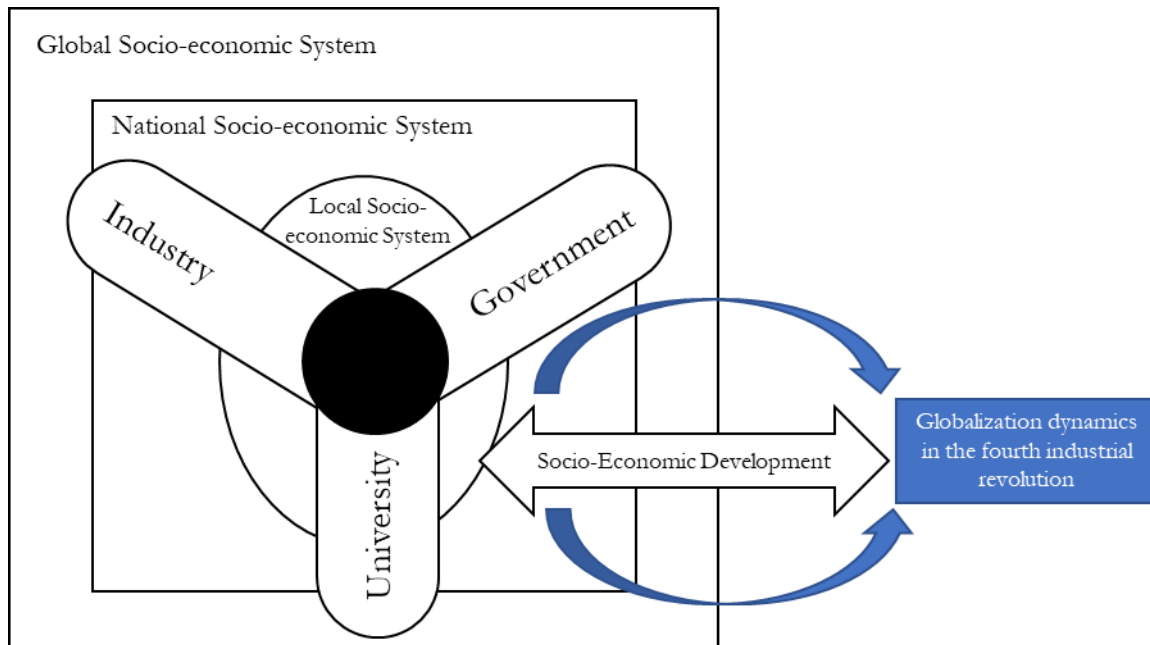 Global Socio-economic System
National Socio-economic System
Local Socio-
economic System
Industry
Government
University
Socio-Economic Development
Globalization dynamics
in the fourth industrial
revolution